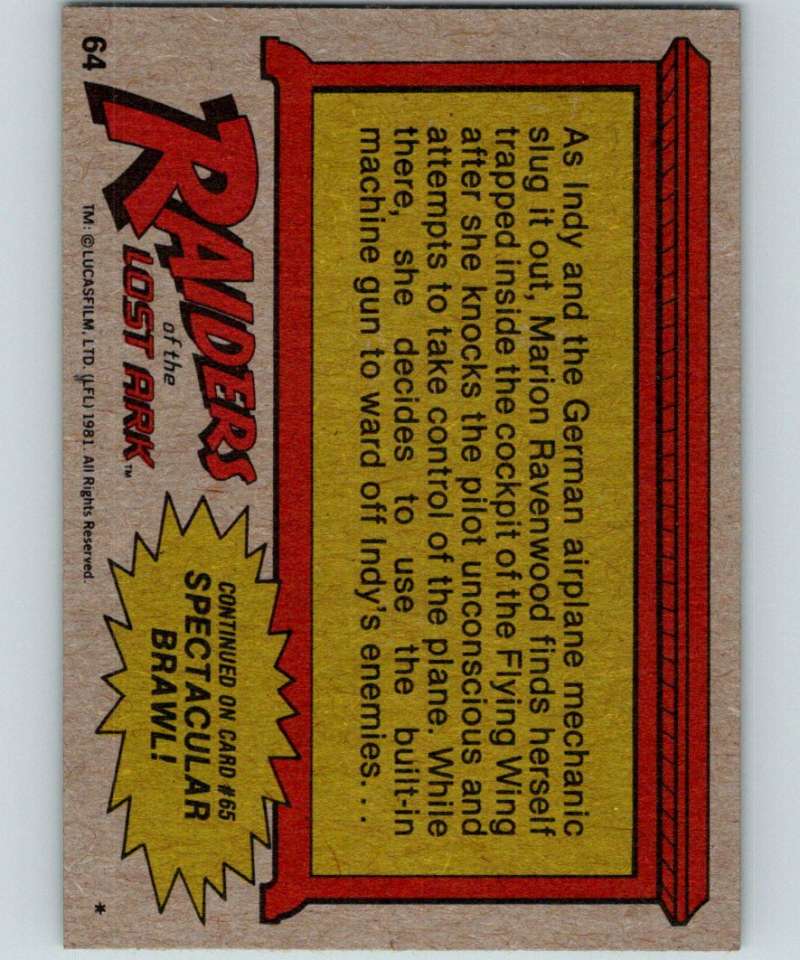 As Indy and the German airplane mechanic
slug it out, Marion Ravenwood finds herself
trapped inside the cockpit of the Flying Wing
after she knocks the pilot unconscious and
attempts to take control of the plane. While
there, she decides to use the built-in
machine gun to ward off Indy's enemies...
64
RAIDERS
of the
LOST ARK™
TM: ©LUCASFILM, LTD. (LFL) 1981. All Rights Reserved.
CONTINUED ON CARD #65
SPECTACULAR
BRAWL!
*